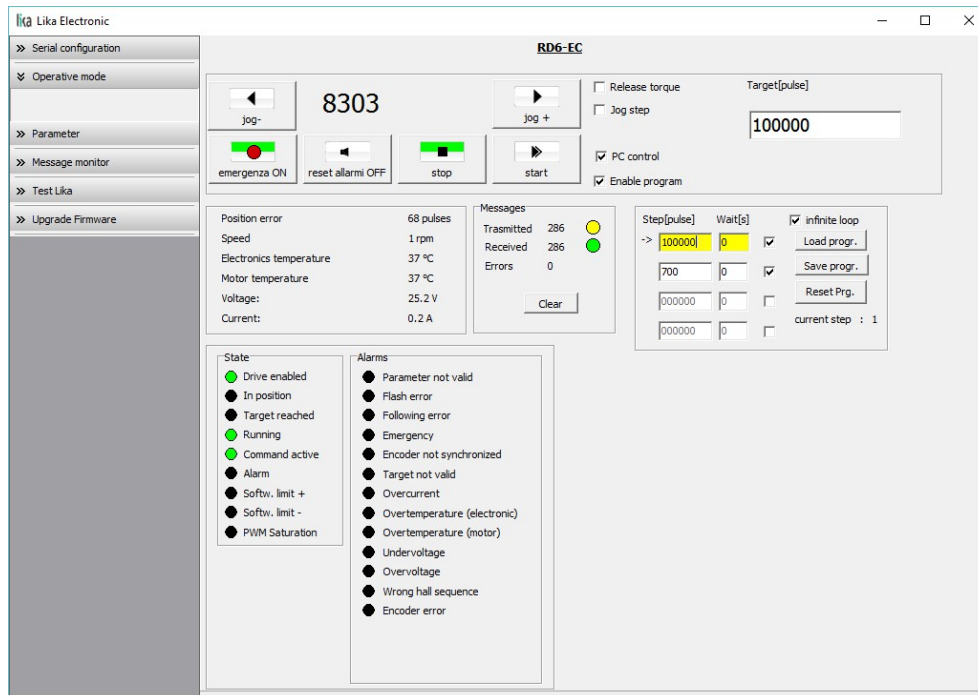 lika Lika Electronic
» Serial configuration
Operative mode
» Parameter
» Message monitor
» Test Lika
» Upgrade Firmware
RD6-EC
jog-
8303
jog +
Release torque
Jog step
Target[pulse]
100000
emergenza ON
reset allarmi OFF
stop
start
PC control
Enable program
Position error 68 pulses
Speed 1 rpm
Electronics temperature 37 ºC
Motor temperature 37 ºC
Voltage: 25.2 V
Current: 0.2 A
Messages
Trasmitted 286
Received 286
Errors 0
Clear
Step[pulse] Wait[s] infinite loop
-> 100000 0 Load progr.
700 0 Save progr.
000000 0 Reset Prg.
000000 0 current step : 1
State
Drive enabled
In position
Target reached
Running
Command active
Alarm
Softw. limit +
Softw. limit -
PWM Saturation
Alarms
Parameter not valid
Flash error
Following error
Emergency
Encoder not synchronized
Target not valid
Overcurrent
Overtemperature (electronic)
Overtemperature (motor)
Undervoltage
Overvoltage
Wrong hall sequence
Encoder error